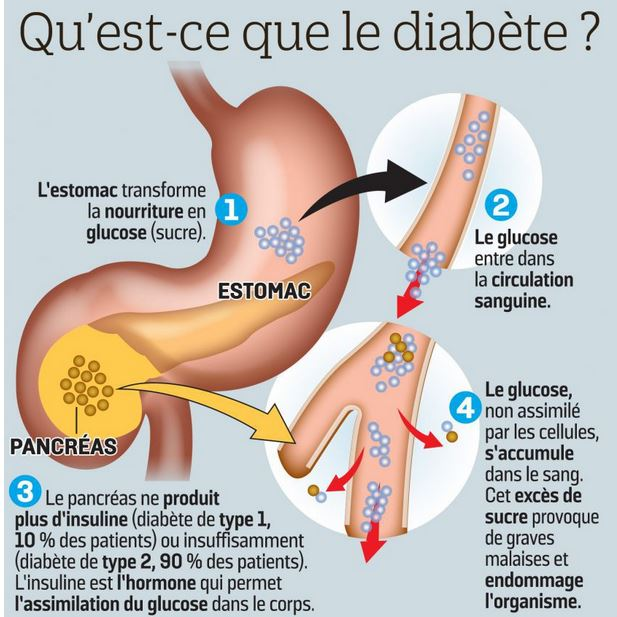 Qu'est-ce que le diabète ?
L'estomac transforme
la nourriture en
glucose (sucre).
1
ESTOMAC
2
Le glucose
entre dans
la circulation
sanguine.
PANCRÉAS
3 Le pancréas ne produit
plus d'insuline (diabète de type 1,
10 % des patients) ou insuffisamment
(diabète de type 2, 90 % des patients).
L'insuline est l'hormone qui permet
l'assimilation du glucose dans le corps.
4
Le glucose,
non assimilé
par les cellules,
s'accumule
dans le sang.
Cet excès de
sucre provoque
de graves
malaises et
endommage
l'organisme.